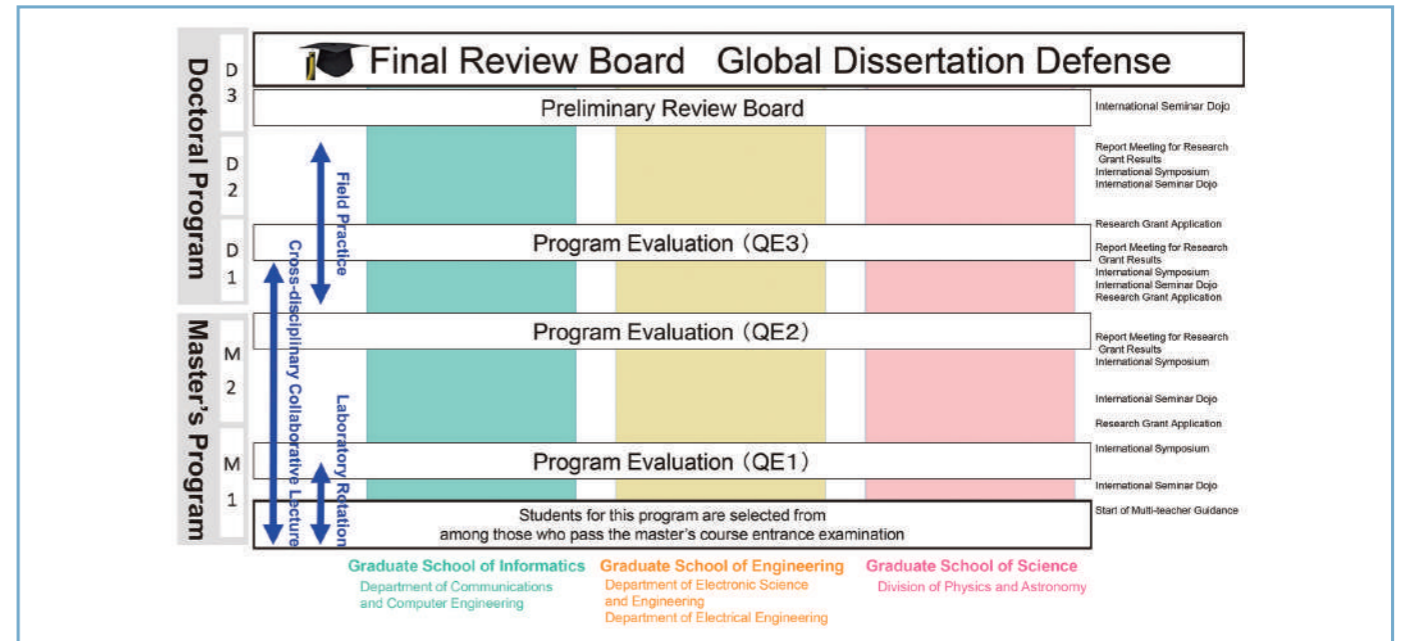 Final Review Board Global Dissertation Defense
Preliminary Review Board
Program Evaluation (QE3)
Program Evaluation (QE2)
Program Evaluation (QE1)
Students for this program are selected from
among those who pass the master's course entrance examination
Doctoral Program
D
3
D
2
D
1
Master's Program
M
2
M
1
Field Practice
Cross-disciplinary Collaborative Lecture
Laboratory Rotation
International Seminar Dojo
Report Meeting for Research
Grant Results
International Symposium
International Seminar Dojo
Research Grant Application
Report Meeting for Research
Grant Results
International Symposium
International Seminar Dojo
Research Grant Application
Report Meeting for Research
Grant Results
International Symposium
International Seminar Dojo
Research Grant Application
International Symposium
International Seminar Dojo
Start of Multi-teacher Guidance
Graduate School of Informatics
Department of Communications
and Computer Engineering
Graduate School of Engineering
Department of Electronic Science
and Engineering
Department of Electrical Engineering
Graduate School of Science
Division of Physics and Astronomy